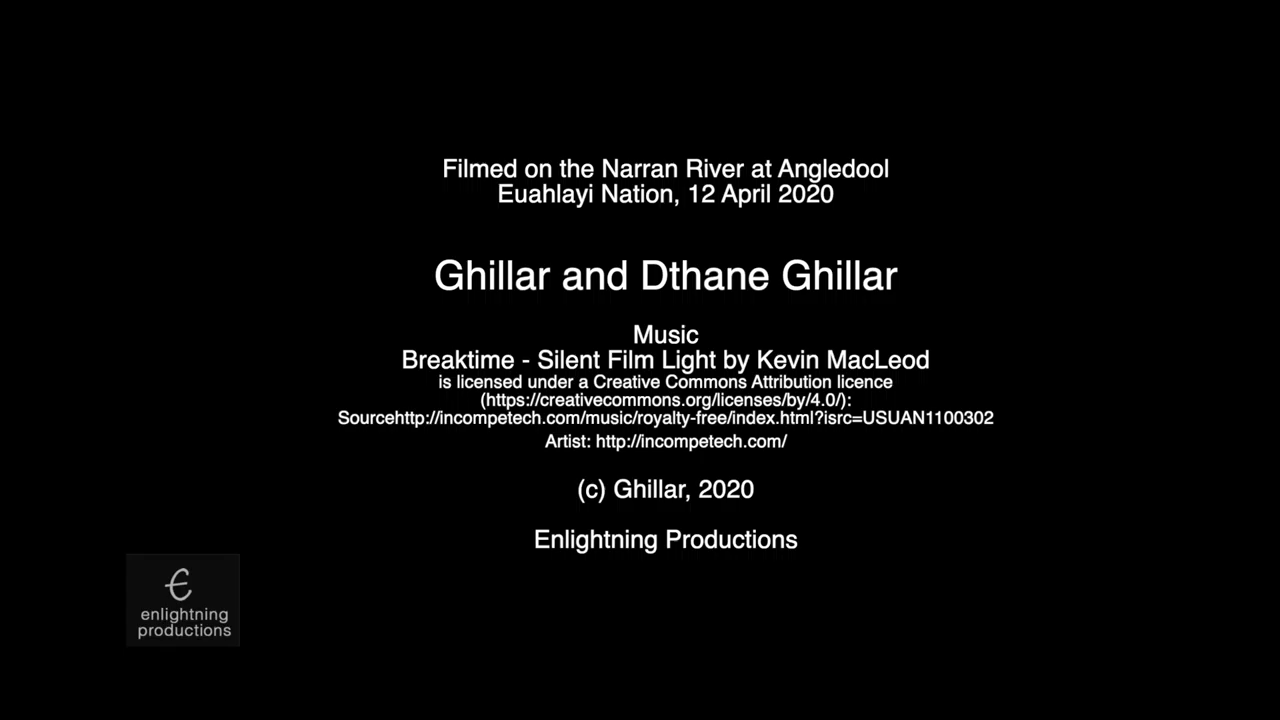 Filmed on the Narran River at Angledool
Euahlayi Nation, 12 April 2020
Ghillar and Dthane Ghillar
Music
Breaktime - Silent Film Light by Kevin MacLeod
is licensed under a Creative Commons Attribution licence
(https://creativecommons.org/licenses/by/4.0/):
Sourcehttp://incompetech.com/music/royalty-free/index.html?isrc=USUAN1100302
Artist: http://incompetech.com/
(c) Ghillar, 2020
Enlightning Productions
€
enlightning
productions